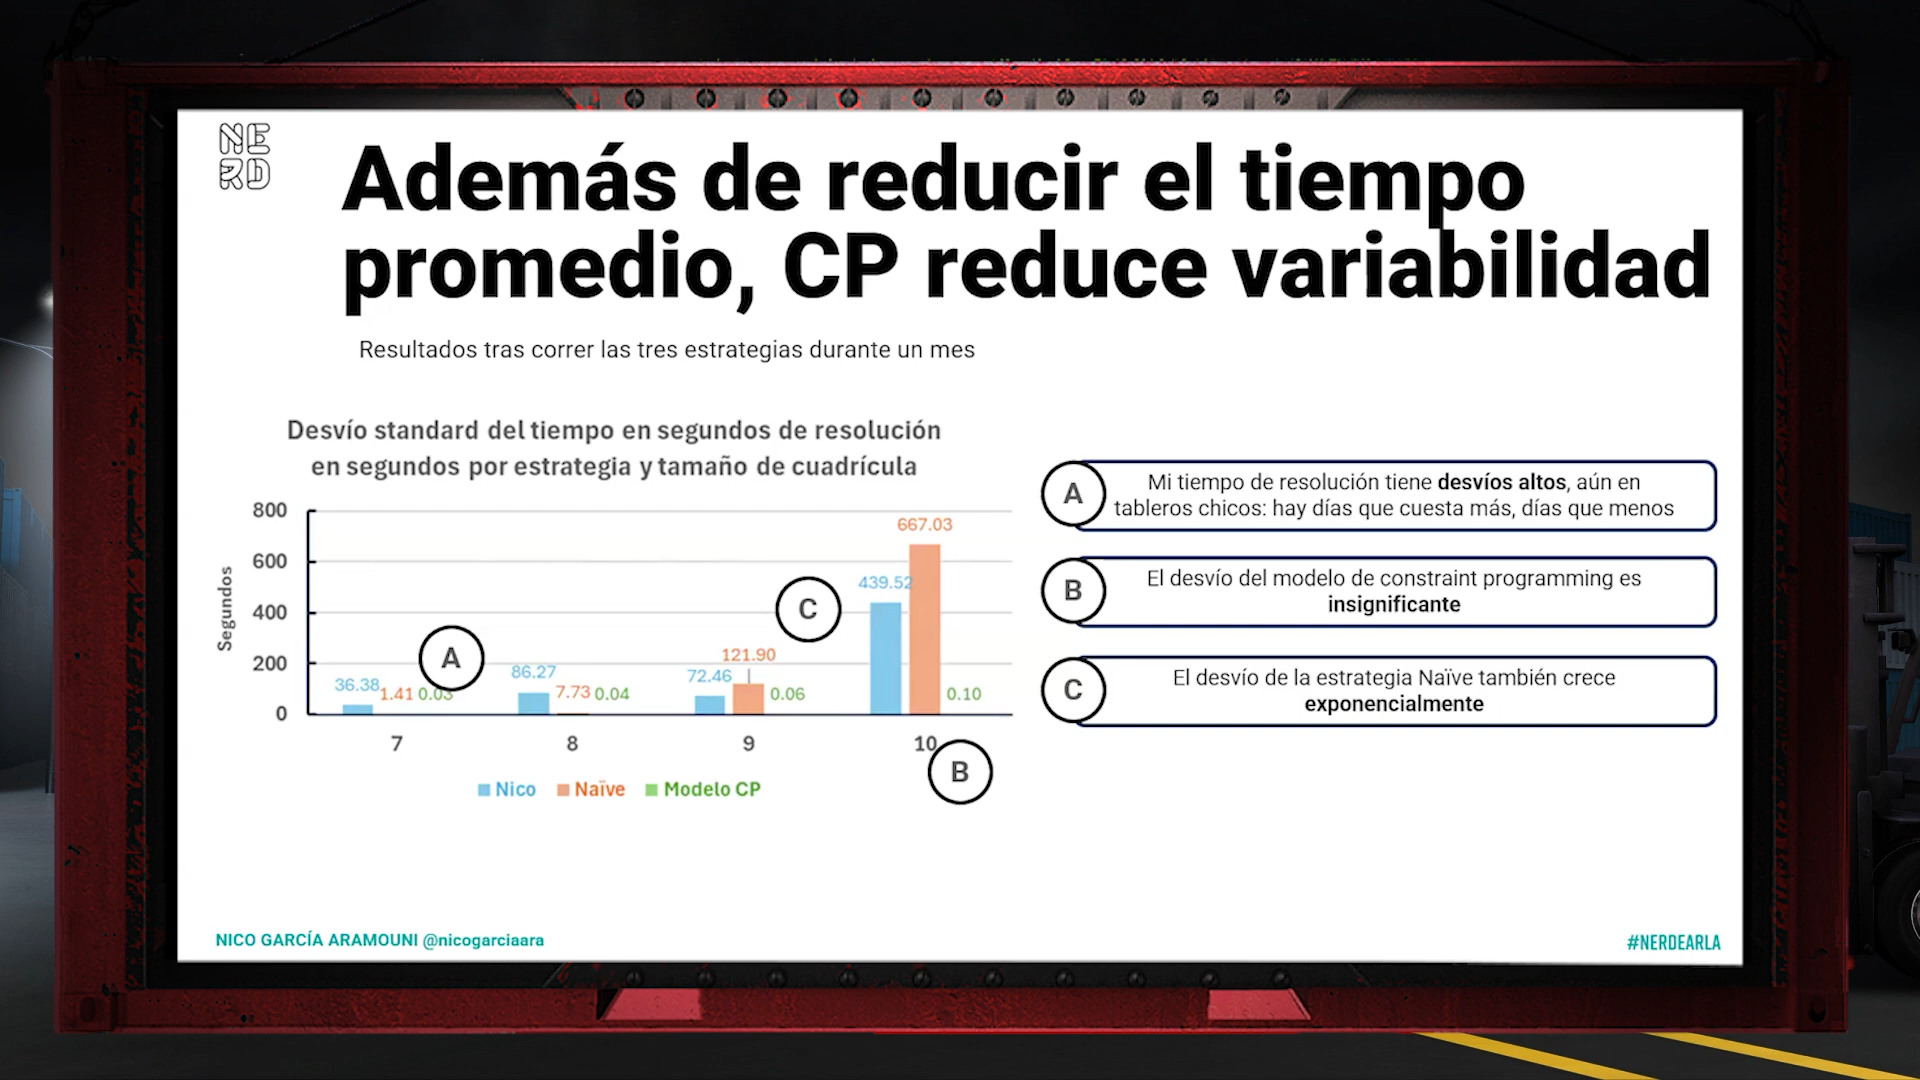 NE
RD
Además de reducir el tiempo
promedio, CP reduce variabilidad
Resultados tras correr las tres estrategias durante un mes
Desvío standard del tiempo en segundos de resolución
en segundos por estrategia y tamaño de cuadrícula
Segundos
800
600
400
200
0
36.38
1.41
0.03
86.27
7.73
0.04
72.46
121.90
0.06
439.52
667.03
0.10
A
C
B
7
8
9
10
Nico
Naïve
Modelo CP
A
Mi tiempo de resolución tiene desvíos altos, aún en
tableros chicos: hay días que cuesta más, días que menos
B
El desvío del modelo de constraint programming es
insignificante
C
El desvío de la estrategia Naïve también crece
exponencialmente
NICO GARCÍA ARAMOUNI @nicogarciaara
#NERDEARLA